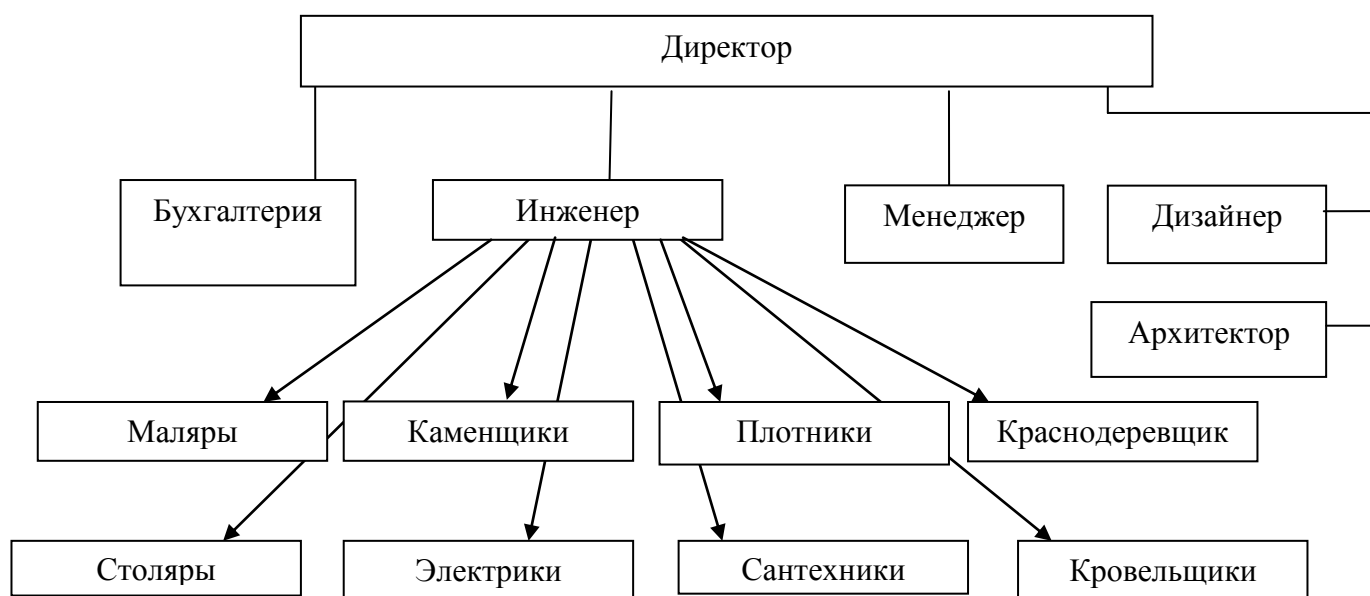 Директор
Бухгалтерия
Инженер
Менеджер
Дизайнер
Архитектор
Маляры
Каменщики
Плотники
Краснодеревщик
Столяры
Электрики
Сантехники
Кровельщики